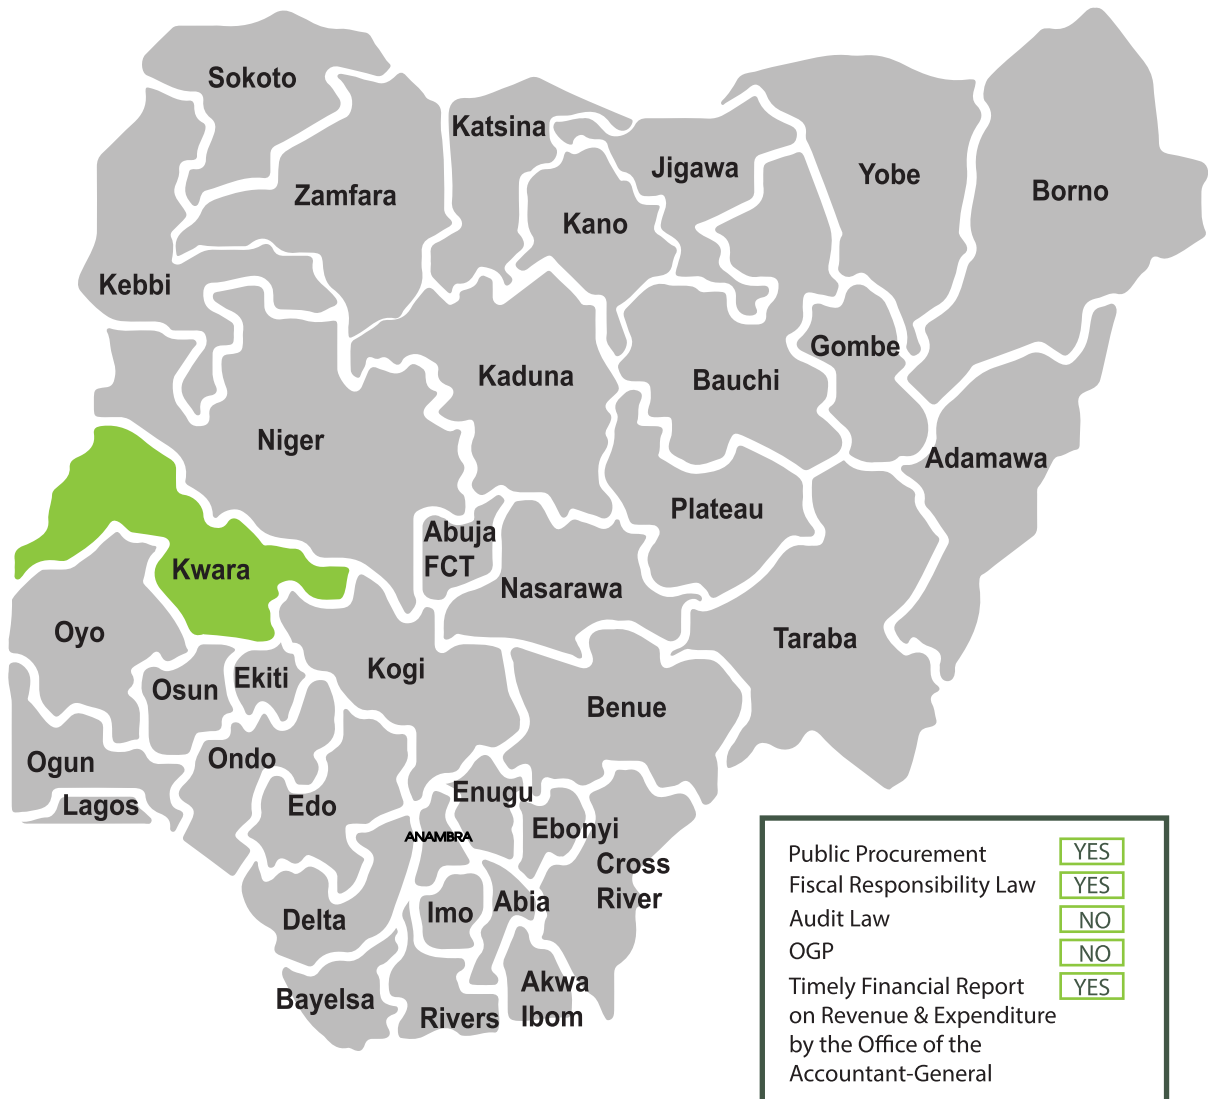 Sokoto
Katsina
Jigawa
Yobe
Borno
Zamfara
Kano
Kebbi
Gombe
Kaduna
Bauchi
Niger
Adamawa
Plateau
Abuja
FCT
Kwara
Nasarawa
Oyo
Taraba
Kogi
Ekiti
Osun
Benue
Ogun
Ondo
Lagos
Edo
Enugu
ANAMBRA
Ebonyi
Cross
River
Imo
Abia
Delta
Bayelsa
Rivers
Akwa
Ibom
Public Procurement YES
Fiscal Responsibility Law YES
Audit Law NO
OGP NO
Timely Financial Report YES
on Revenue & Expenditure
by the Office of the
Accountant-General